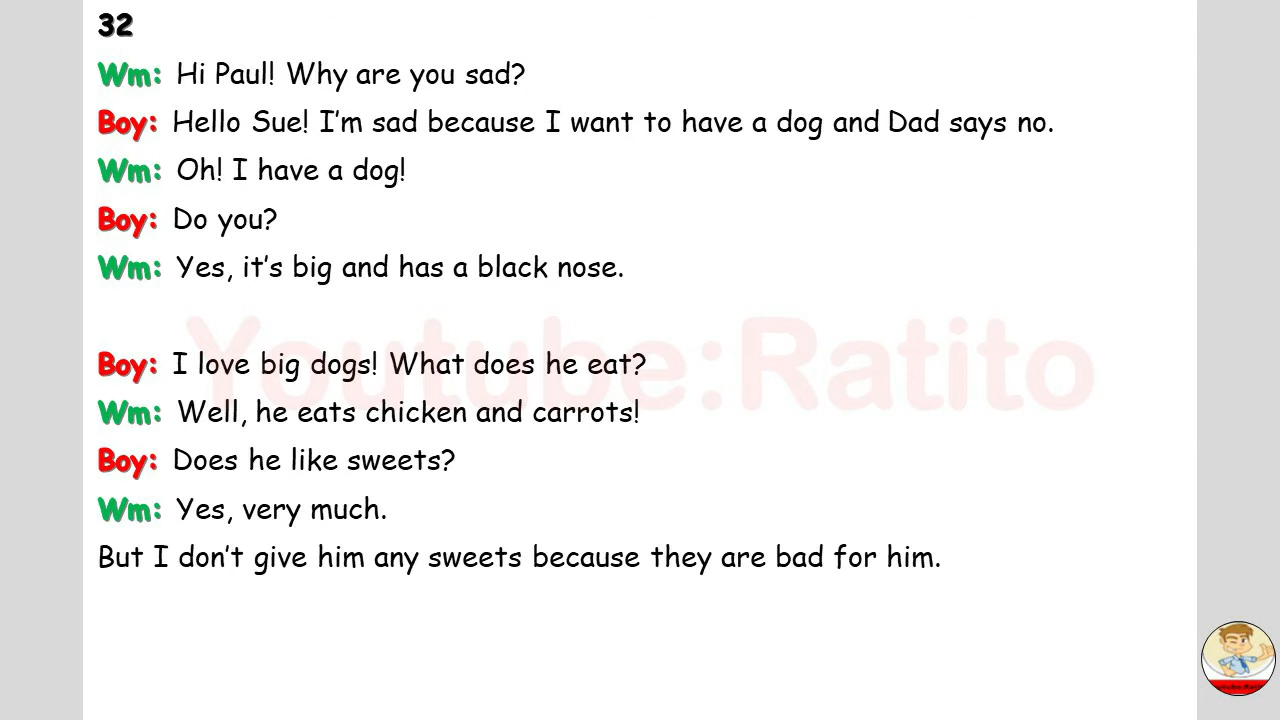 32
Wm: Hi Paul! Why are you sad?
Boy: Hello Sue! I'm sad because I want to have a dog and Dad says no.
Wm: Oh! I have a dog!
Boy: Do you?
Wm: Yes, it's big and has a black nose.
Youtube:Ratito
Boy: I love big dogs! What does he eat?
Wm: Well, he eats chicken and carrots!
Boy: Does he like sweets?
Wm: Yes, very much.
But I don't give him any sweets because they are bad for him.